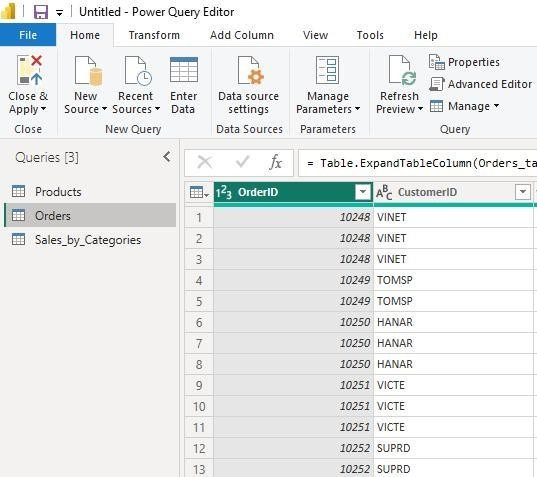 Untitled - Power Query Editor
File Home Transform Add Column View Tools Help
Close & Apply
New Source
Recent Sources
Enter Data
Data source settings
Manage Parameters
Refresh Preview
Properties
Advanced Editor
Manage
Close New Query Data Sources Parameters Query
Queries [3]
Products
Orders
Sales_by_Categories
fx = Table.ExpandTableColumn(Orders_ta
123 OrderID ABC CustomerID
1 10248 VINET
2 10248 VINET
3 10248 VINET
4 10249 TOMSP
5 10249 TOMSP
6 10250 HANAR
7 10250 HANAR
8 10250 HANAR
9 10251 VICTE
10 10251 VICTE
11 10251 VICTE
12 10252 SUPRD
13 10252 SUPRD